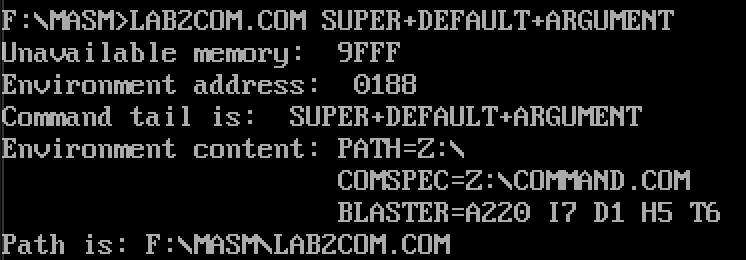 F:\MASM>LAB2COM.COM SUPER+DEFAULT+ARGUMENT
Unavailable memory:  9FFF
Environment address:  0188
Command tail is:  SUPER+DEFAULT+ARGUMENT
Environment content: PATH=Z:\
COMSPEC=Z:\COMMAND.COM
BLASTER=A220 I7 D1 H5 T6
Path is: F:\MASM\LAB2COM.COM